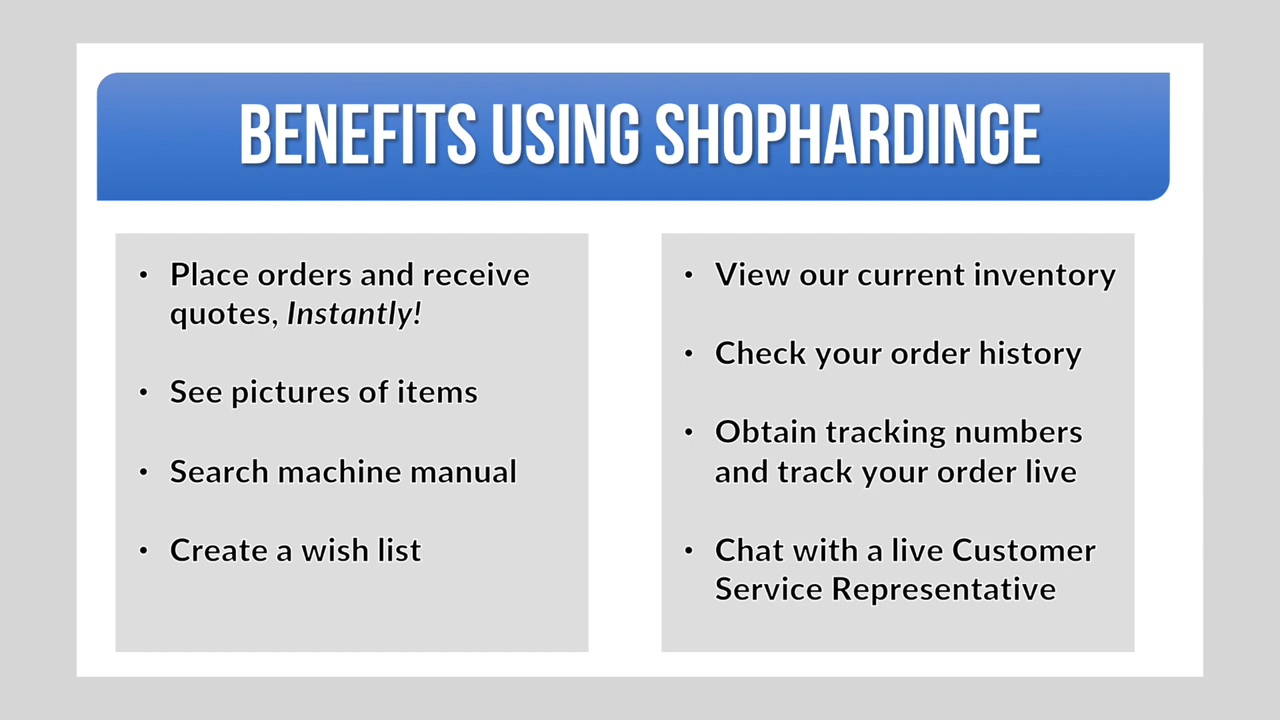 BENEFITS USING SHOPHARDINGE
• Place orders and receive
quotes, Instantly!
• See pictures of items
• Search machine manual
• Create a wish list
• View our current inventory
• Check your order history
• Obtain tracking numbers
and track your order live
• Chat with a live Customer
Service Representative